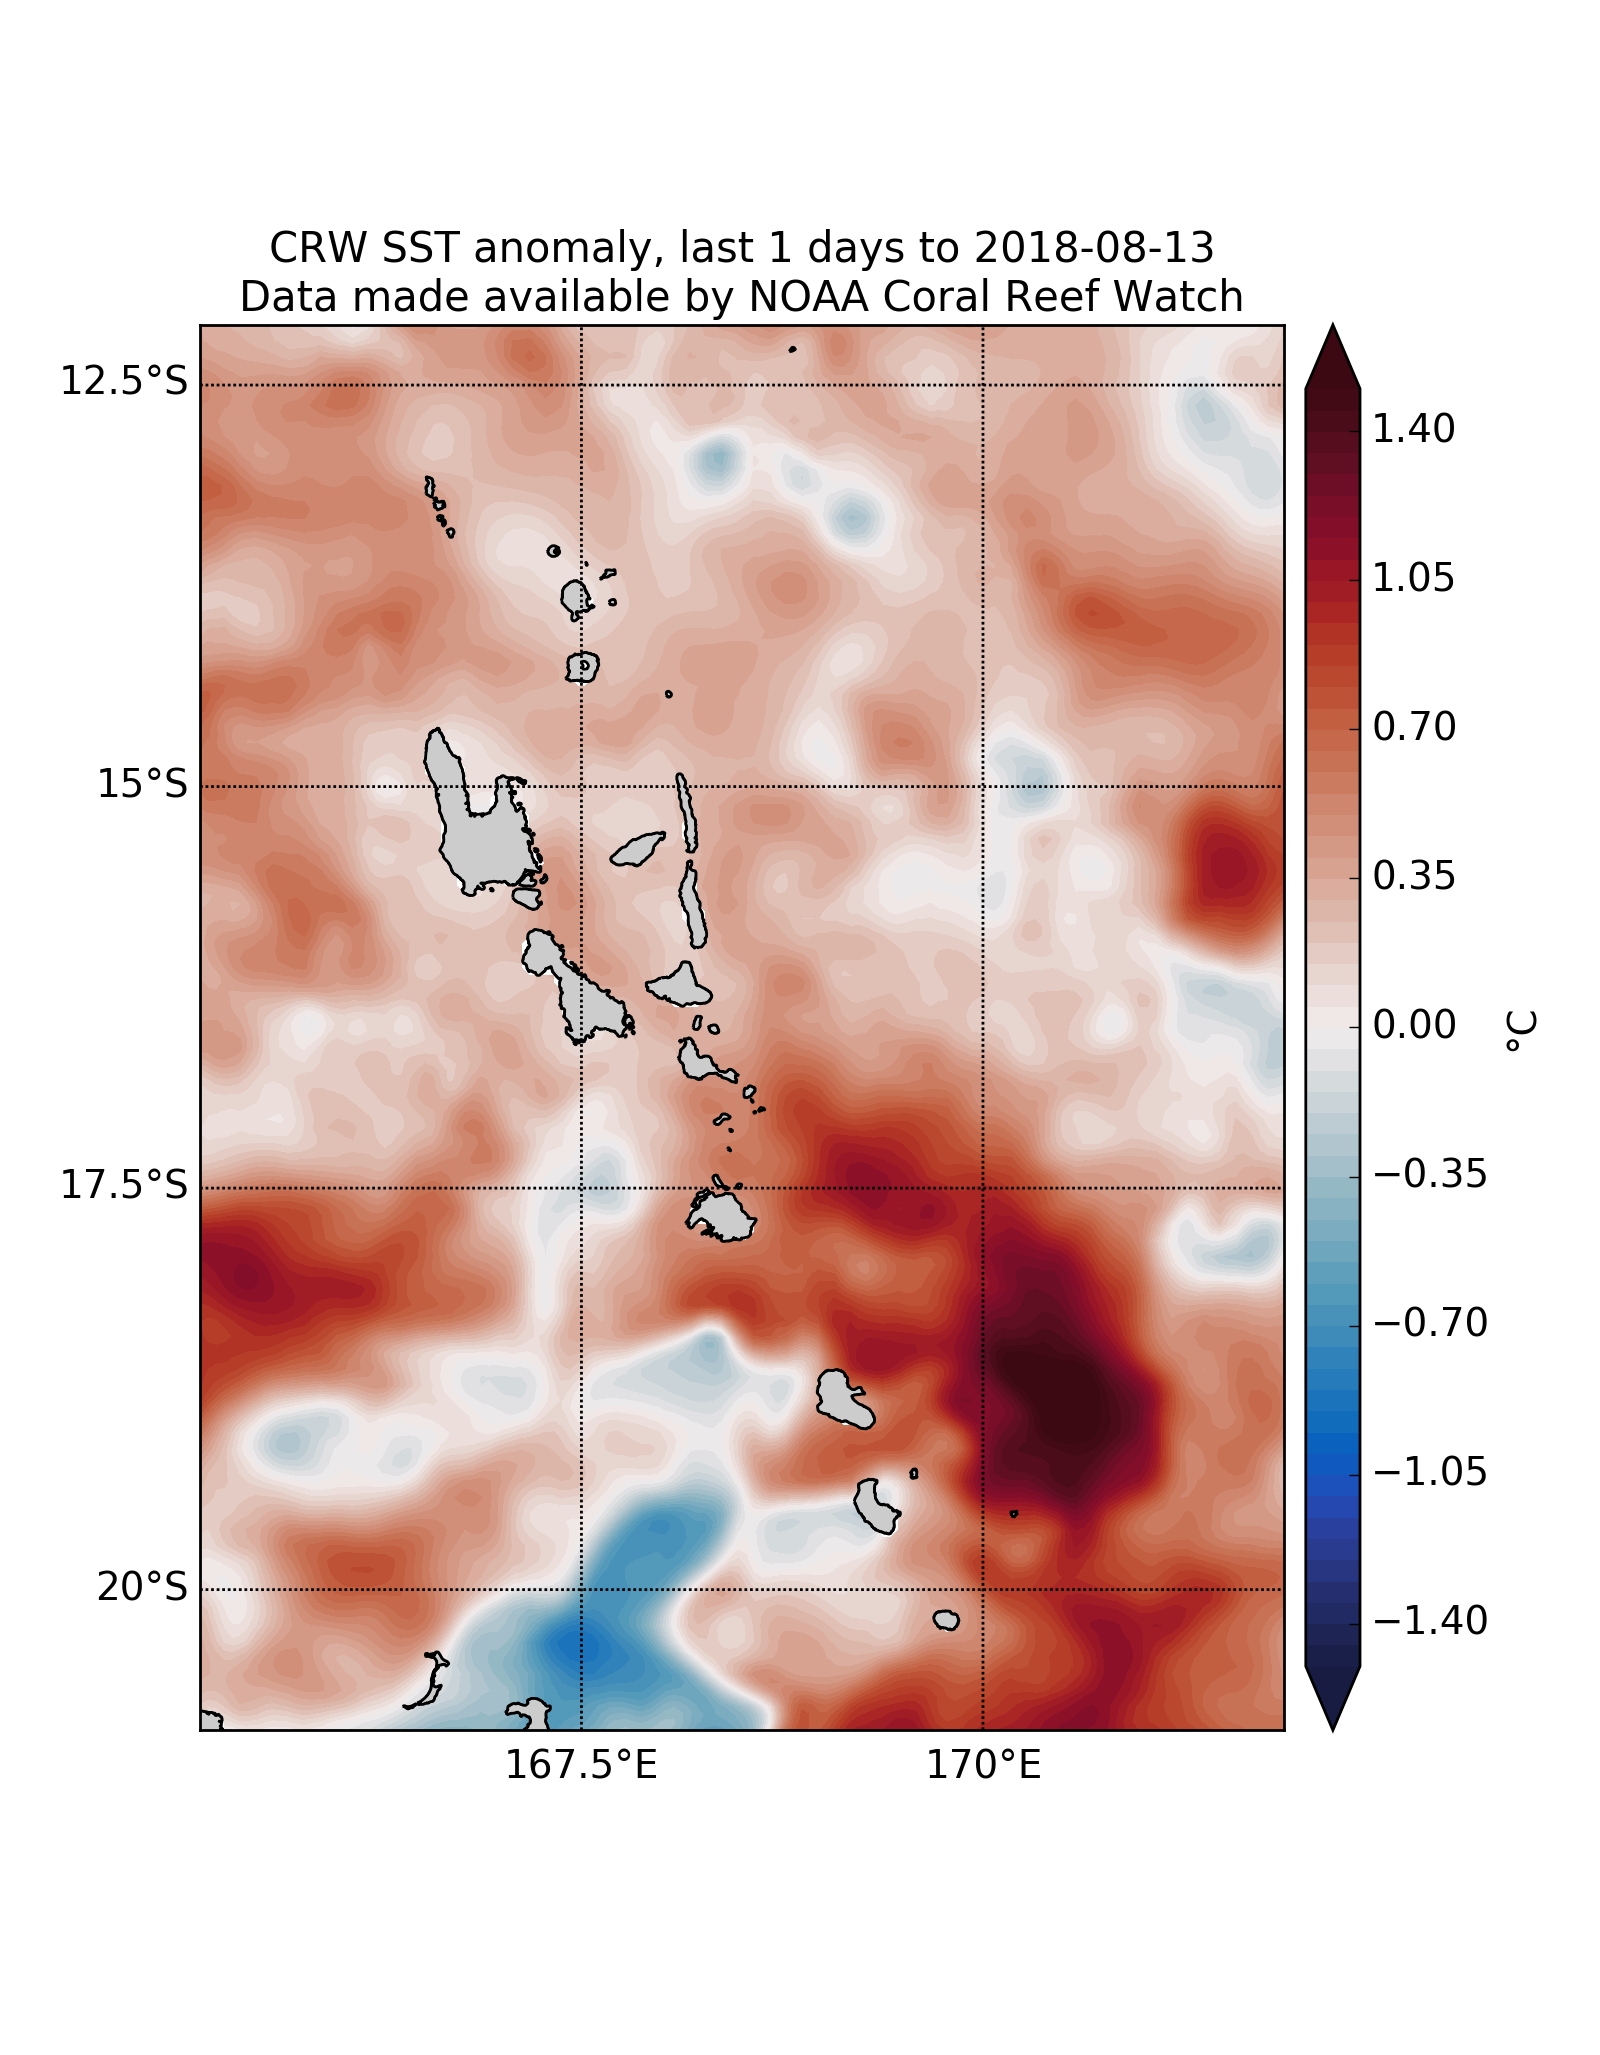 CRW SST anomaly, last 1 days to 2018-08-13
Data made available by NOAA Coral Reef Watch
12.5°S
15°S
17.5°S
20°S
167.5°E
170°E
1.40
1.05
0.70
0.35
0.00
−0.35
−0.70
−1.05
−1.40
°C